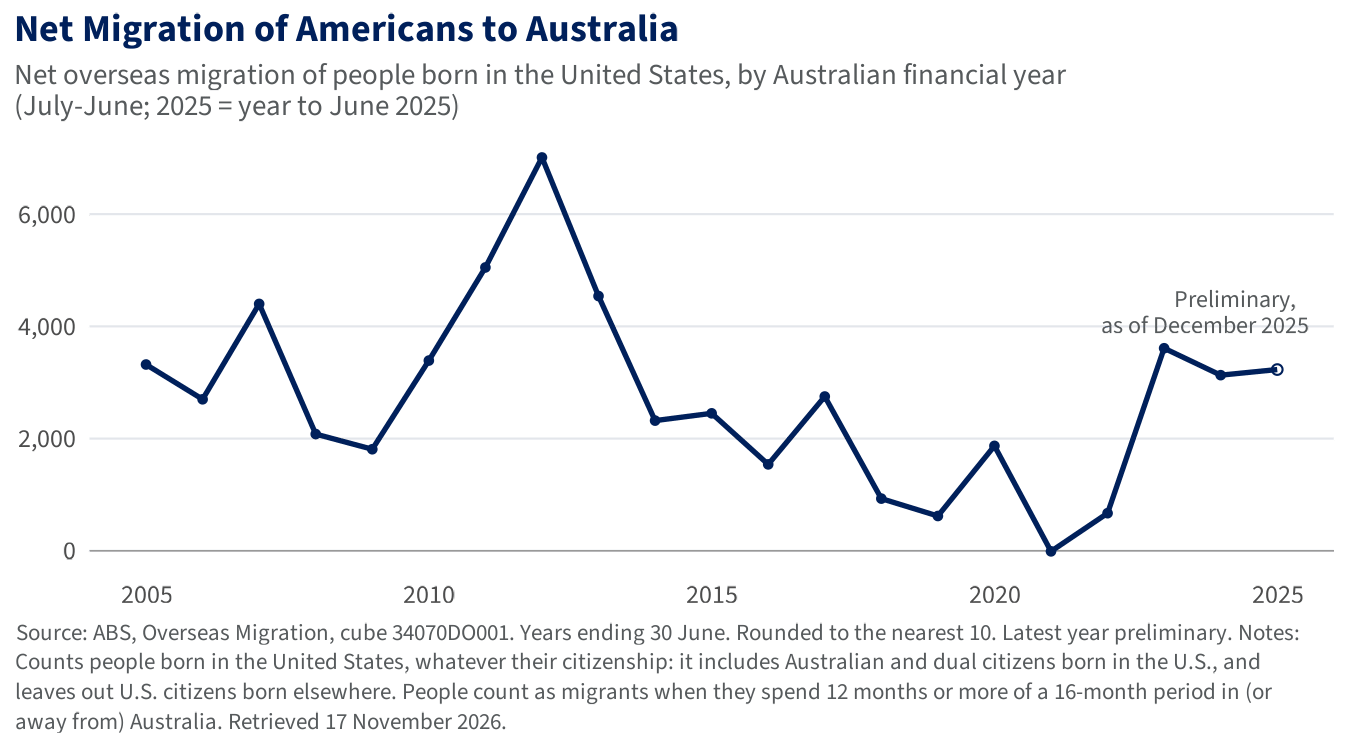 Net Migration of Americans to Australia
Net overseas migration of people born in the United States, by Australian financial year
(July-June; 2025 = year to June 2025)
6,000
4,000
2,000
0
Preliminary,
as of December 2025
2005
2010
2015
2020
2025
Source: ABS, Overseas Migration, cube 34070DO001. Years ending 30 June. Rounded to the nearest 10. Latest year preliminary. Notes:
Counts people born in the United States, whatever their citizenship: it includes Australian and dual citizens born in the U.S., and
leaves out U.S. citizens born elsewhere. People count as migrants when they spend 12 months or more of a 16-month period in (or
away from) Australia. Retrieved 17 November 2026.